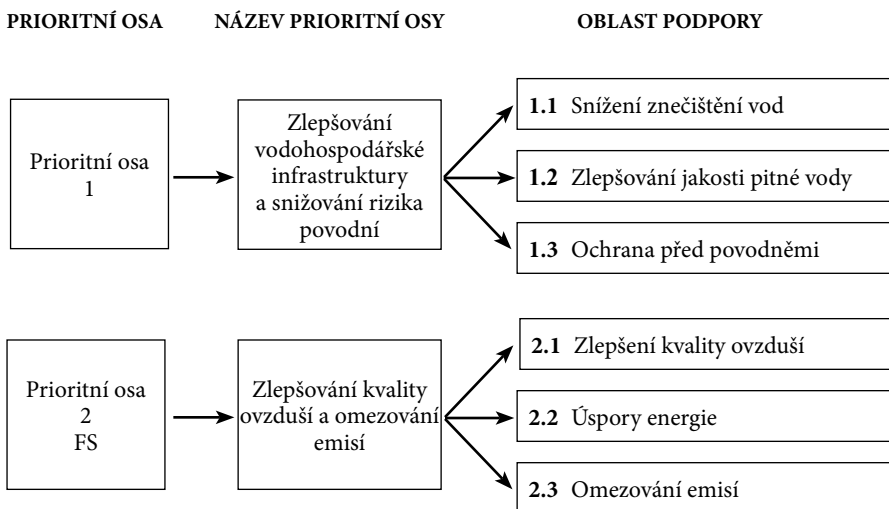 PRIORITNÍ OSA
NÁZEV PRIORITNÍ OSY
OBLAST PODPORY
Prioritní osa
1
Zlepšování
vodohospodářské
infrastruktury
a snižování rizika
povodní
1.1 Snížení znečištění vod
1.2 Zlepšování jakosti pitné vody
1.3 Ochrana před povodněmi
Prioritní osa
2
FS
Zlepšování kvality
ovzduší a omezování
emisí
2.1 Zlepšení kvality ovzduší
2.2 Úspory energie
2.3 Omezování emisí